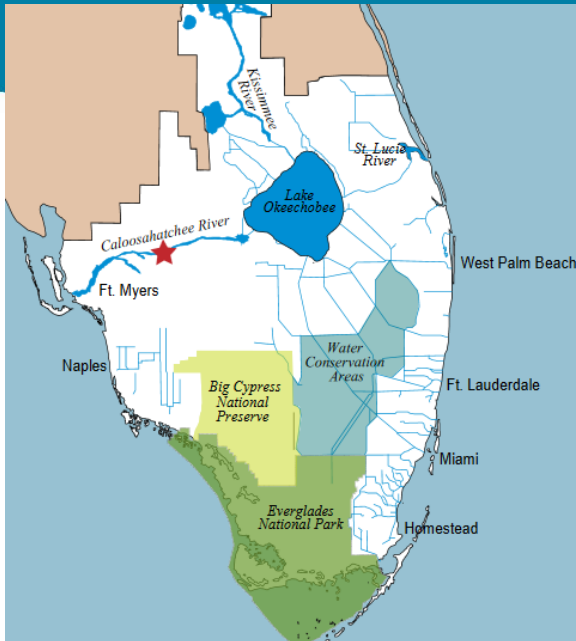 Kissimmee
River
St. Lucie
River
Lake
Okeechobee
Caloosahatchee River
West Palm Beach
Ft. Myers
Water
Conservation
Areas
Naples
Big Cypress
National
Preserve
Ft. Lauderdale
Miami
Everglades
National Park
Homestead